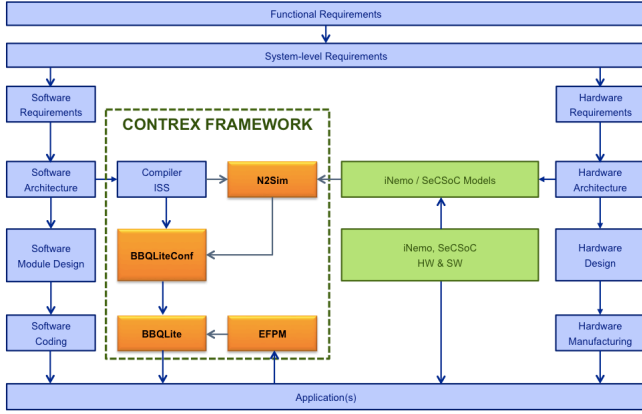 Functional Requirements
System-level Requirements
Software
Requirements
Hardware
Requirements
CONTREX FRAMEWORK
Software
Architecture
Compiler
ISS
N2Sim
iNemo / SeCSoC Models
Hardware
Architecture
Software
Module Design
BBQLiteConf
iNemo, SeCSoC
HW & SW
Hardware
Design
Software
Coding
BBQLite
EFPM
Hardware
Manufacturing
Application(s)